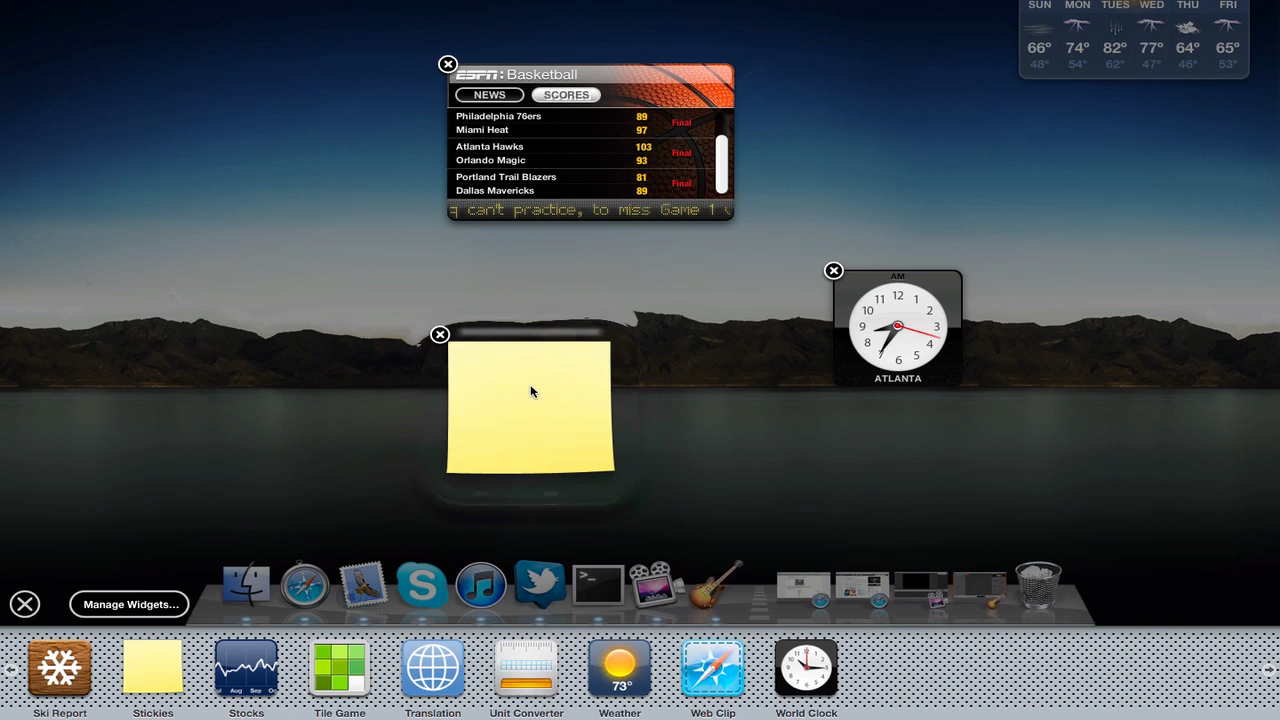 SUN MON TUES WED THU FRI
66° 74° 82° 77° 64° 65°
48° 54° 62° 47° 46° 53°
ESPN: Basketball
NEWS SCORES
Philadelphia 76ers 89
Final
Miami Heat 97
Atlanta Hawks 103
Final
Orlando Magic 93
Portland Trail Blazers 81
Final
Dallas Mavericks 89
can't practice, to miss Game 1
AM
12 1 2 3 4 5 6 7 8 9 10 11
ATLANTA
Manage Widgets...
Aug Sep
73°
Ski Report Stickies Stocks Tile Game Translation Unit Converter Weather Web Clip World Clock